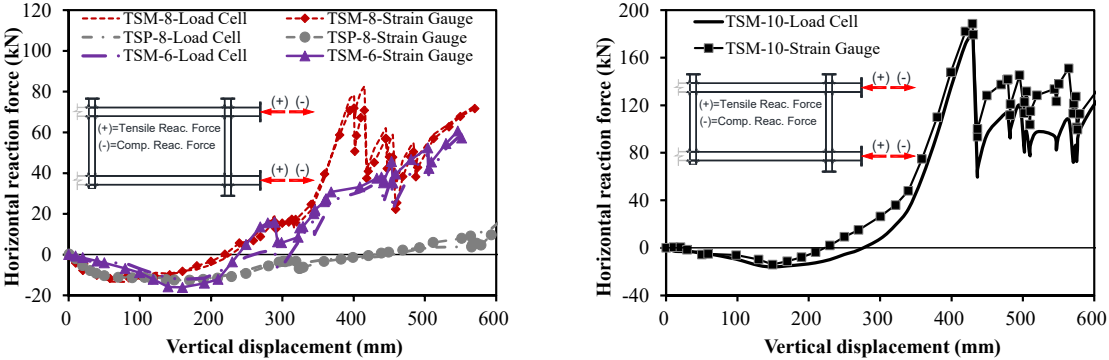 Horizontal reaction force (kN)
120
100
80
60
40
20
0
-20
TSM-8-Load Cell
TSM-8-Strain Gauge
TSP-8-Load Cell
TSP-8-Strain Gauge
TSM-6-Load Cell
TSM-6-Strain Gauge
(+) (-)
(+)=Tensile Reac. Force
(-)=Comp. Reac. Force
(+) (-)
0 100 200 300 400 500 600
Vertical displacement (mm)
Horizontal reaction force (kN)
200
160
120
80
40
0
-40
TSM-10-Load Cell
TSM-10-Strain Gauge
(+) (-)
(+)=Tensile Reac. Force
(-)=Comp. Reac. Force
(+) (-)
0 100 200 300 400 500 600
Vertical displacement (mm)